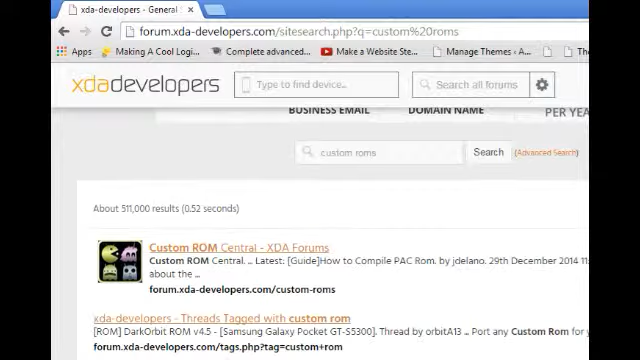 xda-developers - General
forum.xda-developers.com/sitesearch.php?q=custom%20roms
Apps Making A Cool Logi... Complete advanced... www.makeuseof.com Manage Themes ‹ A...
xdadevelopers Type to find device... Search all forums
BUSINESS EMAIL DOMAIN NAME PER YEA
custom roms Search (Advanced Search)
About 511,000 results (0.52 seconds)
Custom ROM Central - XDA Forums
Custom ROM Central. ... Latest: [Guide]How to Compile PAC Rom. by jdelano. 29th December 2014 11:
about the ...
forum.xda-developers.com/custom-roms
xda-developers - Threads Tagged with custom rom
[ROM] DarkOrbit ROM v4.5 - [Samsung Galaxy Pocket GT-S5300]. Thread by orbitA13 ... Port any Custom Rom for
forum.xda-developers.com/tags.php?tag=custom+rom